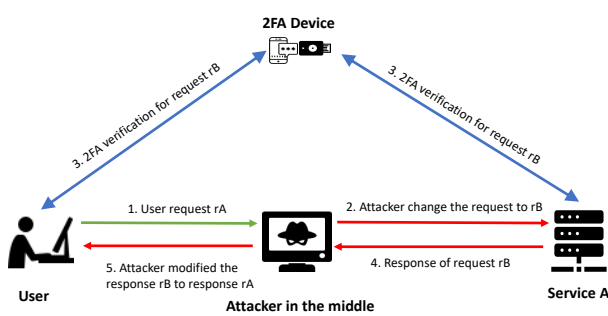 2FA Device
3. 2FA verification for request rB
3. 2FA verification for request rB
1. User request rA
2. Attacker change the request to rB
5. Attacker modified the
response rB to response rA
4. Response of request rB
User
Attacker in the middle
Service A